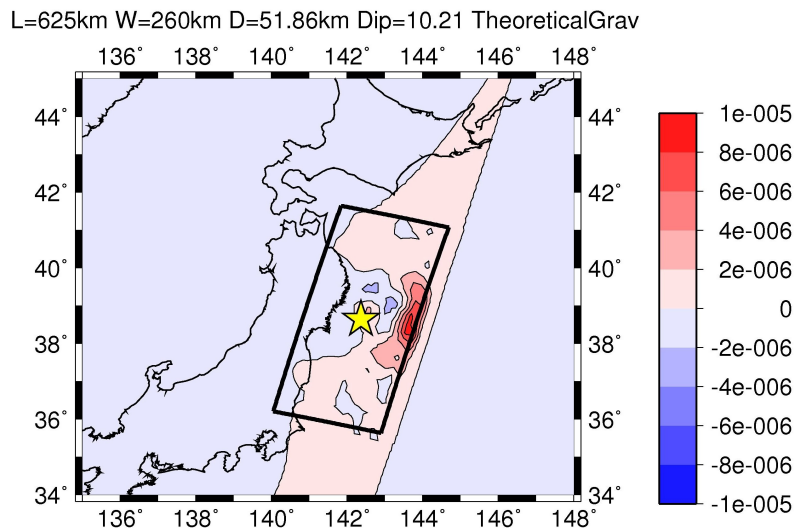 L=625km W=260km D=51.86km Dip=10.21 TheoreticalGrav
136˚ 138˚ 140˚ 142˚ 144˚ 146˚ 148˚
44˚ 44˚
42˚ 42˚
40˚ 40˚
38˚ 38˚
36˚ 36˚
34˚ 34˚
136˚ 138˚ 140˚ 142˚ 144˚ 146˚ 148˚
1e-005
8e-006
6e-006
4e-006
2e-006
0
-2e-006
-4e-006
-6e-006
-8e-006
-1e-005